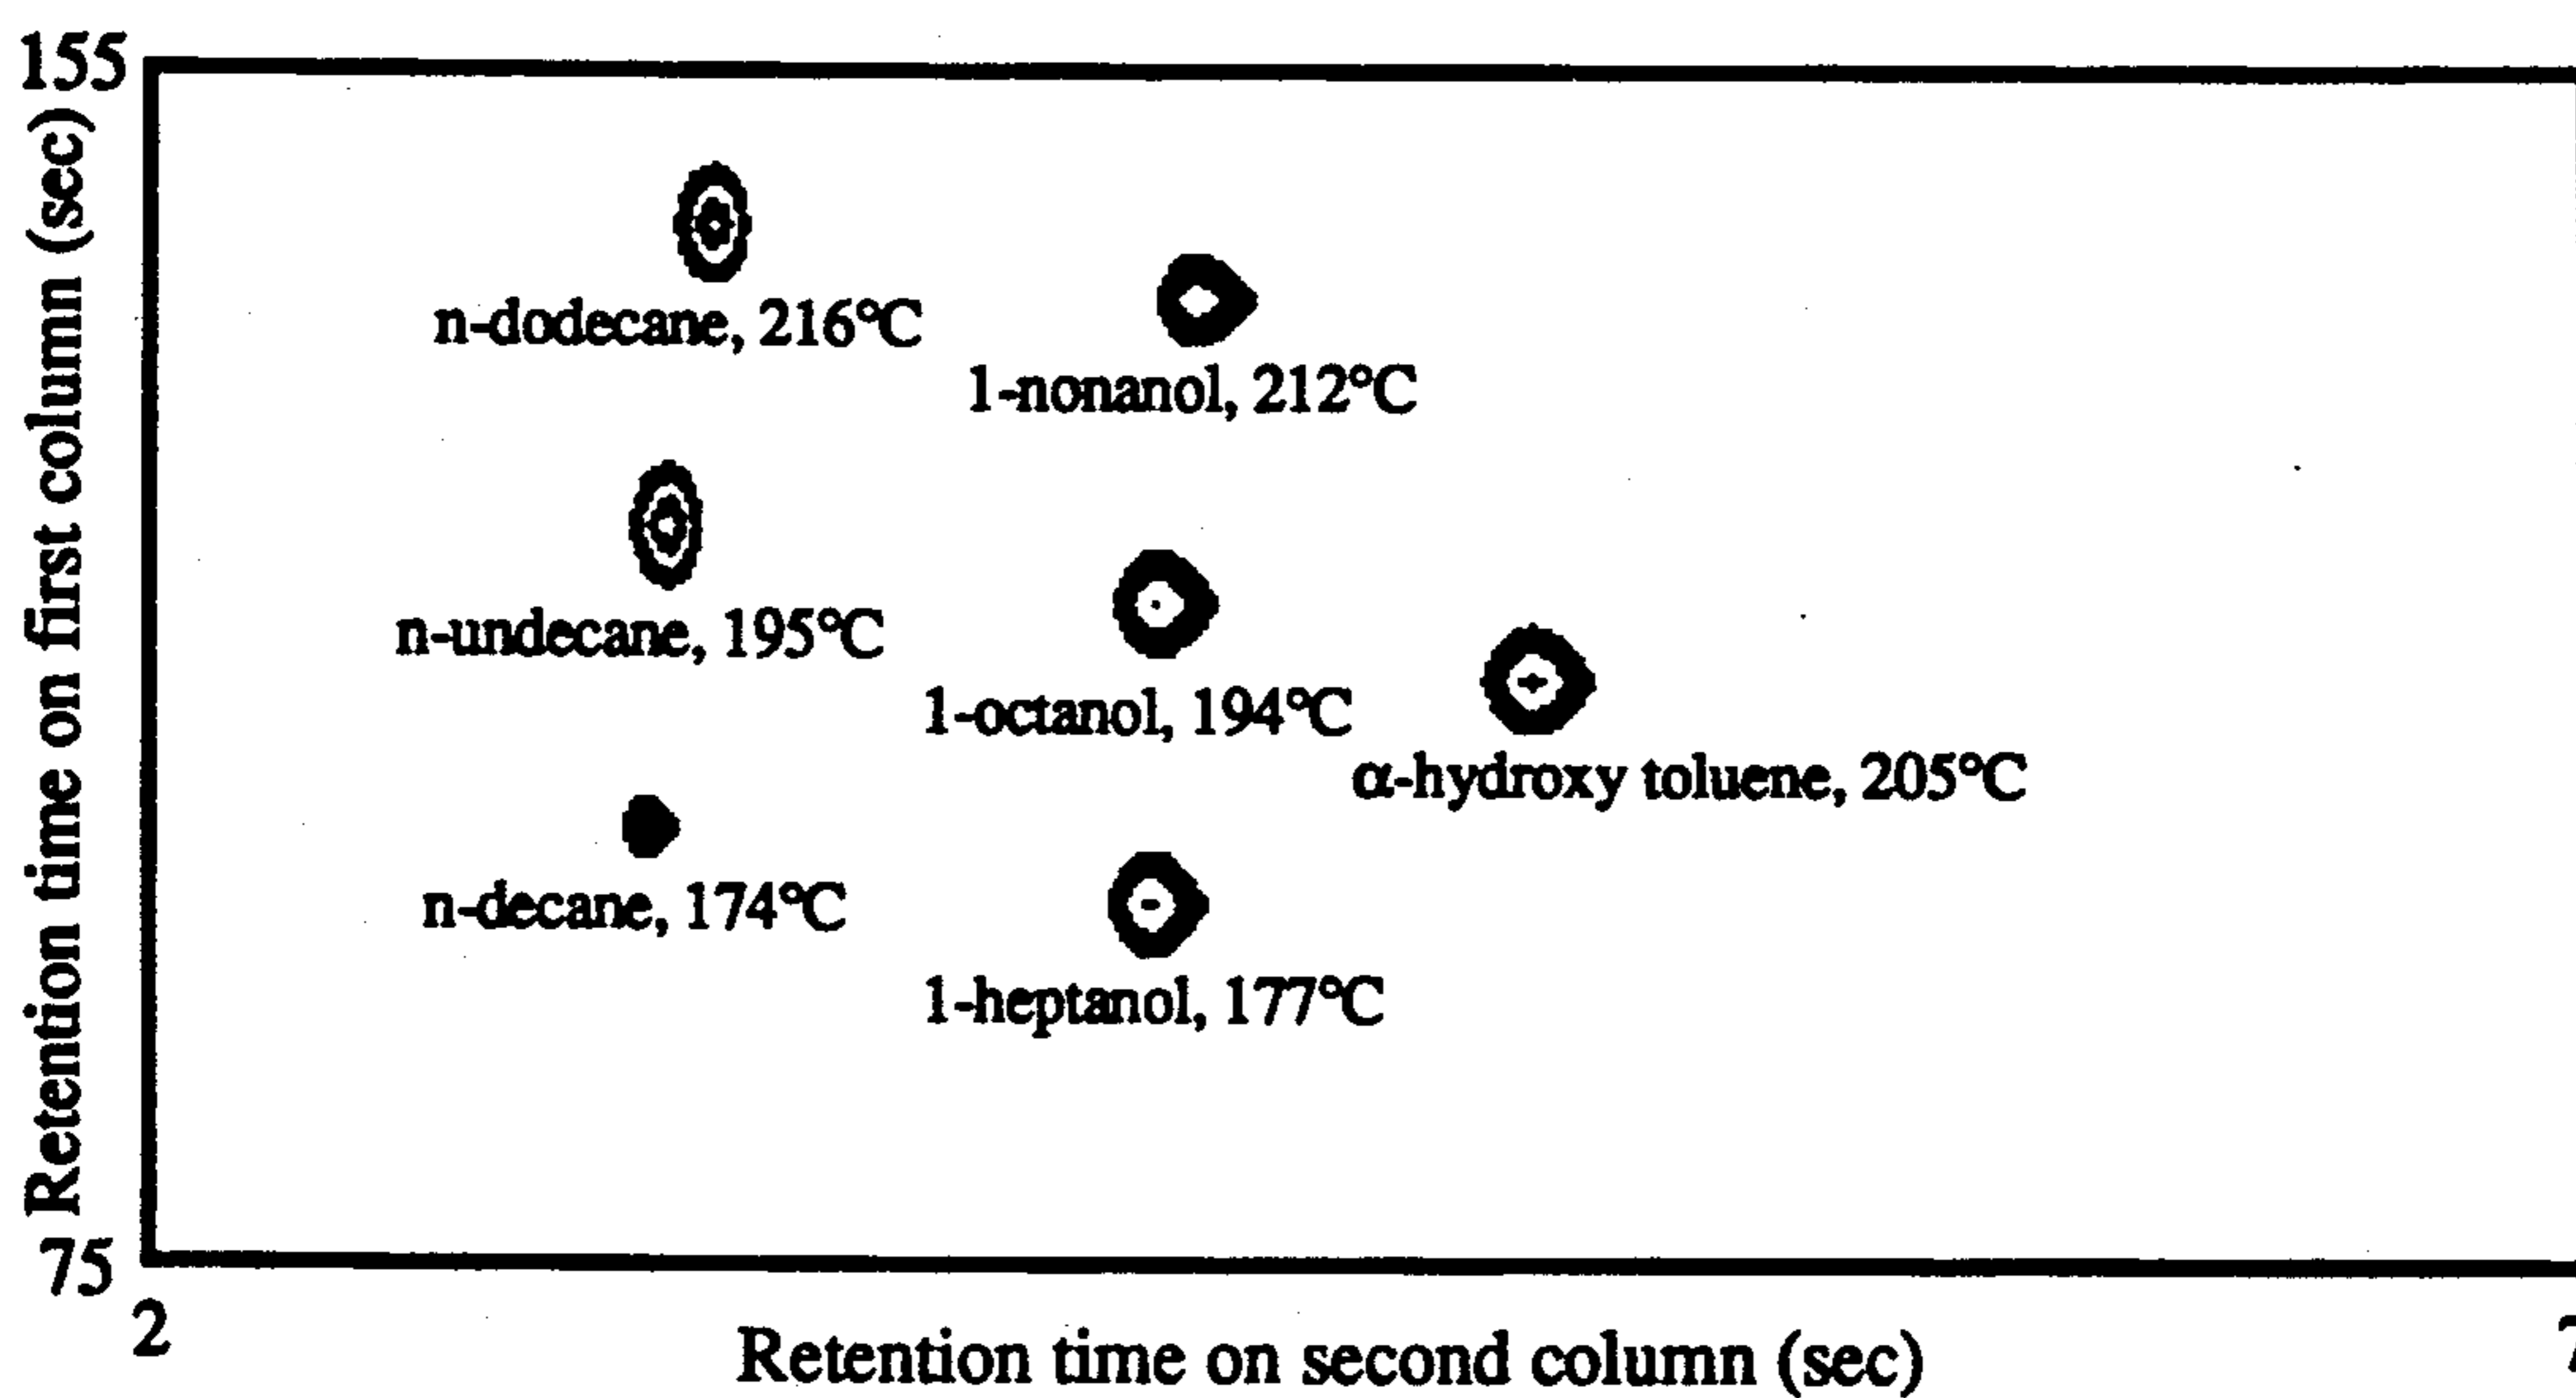 155
Retention time on first column (sec)
n-dodecane, 216°C
1-nonanol, 212°C
n-undecane, 195°C
1-octanol, 194°C
α-hydroxy toluene, 205°C
n-decane, 174°C
1-heptanol, 177°C
75
2
7
Retention time on second column (sec)